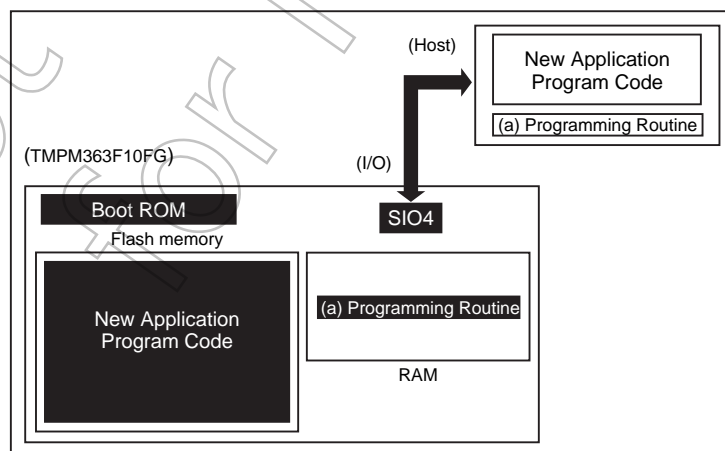 (Host)
New Application
Program Code
(a) Programming Routine
(TMPM363F10FG)
(I/O)
Boot ROM
SIO4
Flash memory
New Application
Program Code
(a) Programming Routine
RAM
for